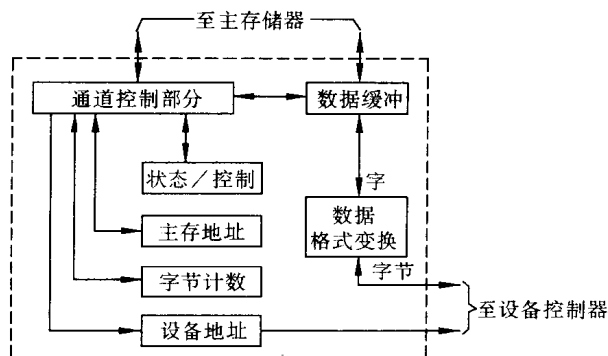 至主存储器
通道控制部分
数据缓冲
状态／控制
字
主存地址
数据
格式变换
字节计数
字节
至设备控制器
设备地址